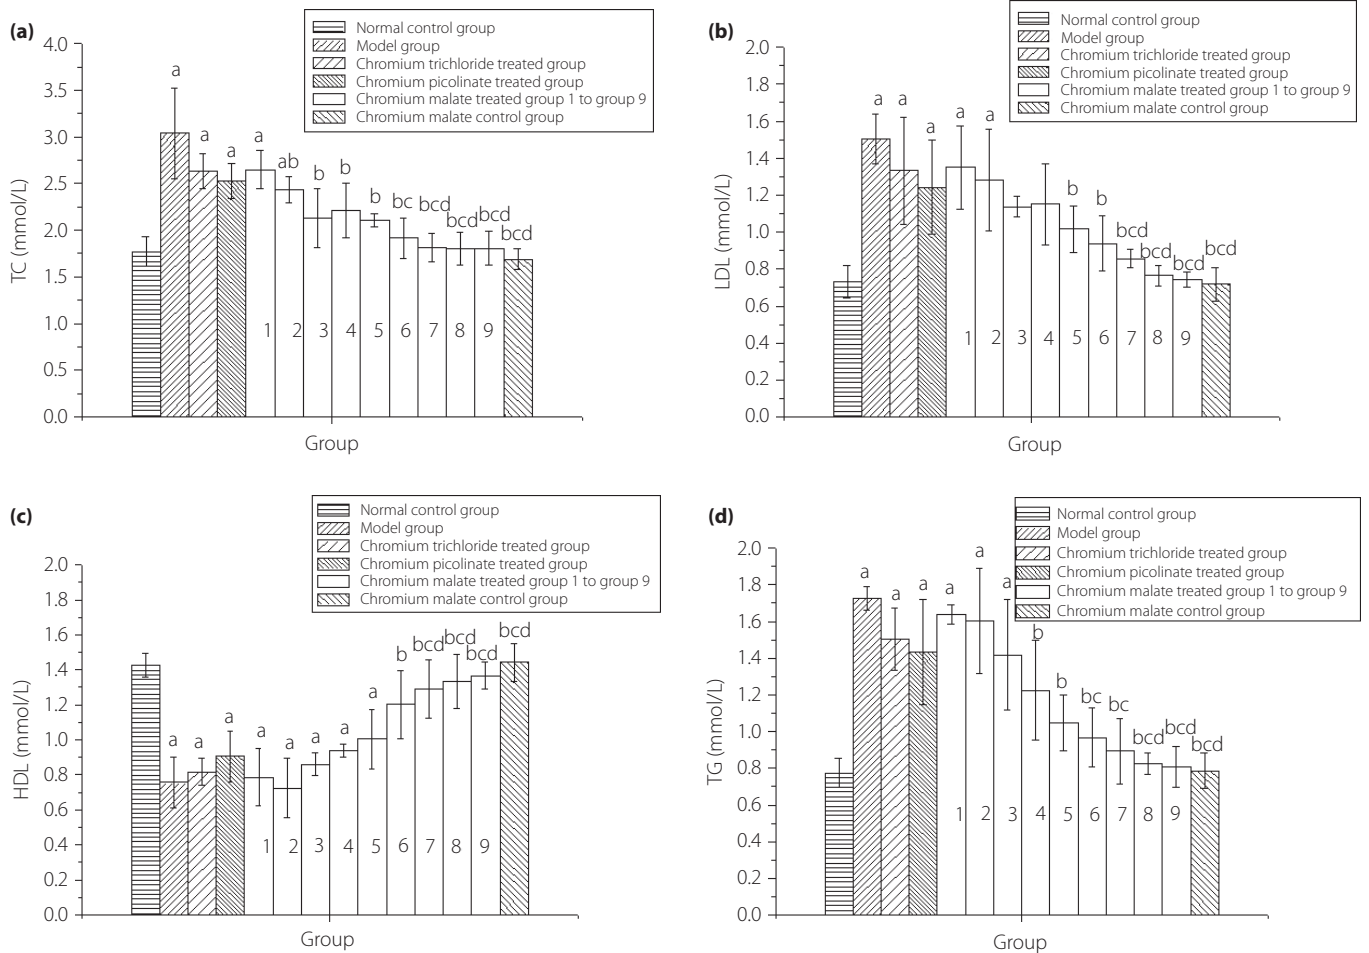 (a)
Normal control group
Model group
Chromium trichloride treated group
Chromium picolinate treated group
Chromium malate treated group 1 to group 9
Chromium malate control group
4.0
3.5
3.0
2.5
2.0
1.5
1.0
0.5
0.0
TC (mmol/L)
a
a
a
a
ab
b
b
b
bc
bcd
bcd
bcd
bcd
1 2 3 4 5 6 7 8 9
Group
(b)
Normal control group
Model group
Chromium trichloride treated group
Chromium picolinate treated group
Chromium malate treated group 1 to group 9
Chromium malate control group
2.0
1.8
1.6
1.4
1.2
1.0
0.8
0.6
0.4
0.2
0.0
LDL (mmol/L)
a
a
a
a
a
b
b
bcd
bcd
bcd
bcd
1 2 3 4 5 6 7 8 9
Group
(c)
Normal control group
Model group
Chromium trichloride treated group
Chromium picolinate treated group
Chromium malate treated group 1 to group 9
Chromium malate control group
2.0
1.8
1.6
1.4
1.2
1.0
0.8
0.6
0.4
0.2
0.0
HDL (mmol/L)
a
a
a
a
a
a
a
a
b
bcd
bcd
bcd
bcd
1 2 3 4 5 6 7 8 9
Group
(d)
Normal control group
Model group
Chromium trichloride treated group
Chromium picolinate treated group
Chromium malate treated group 1 to group 9
Chromium malate control group
2.0
1.8
1.6
1.4
1.2
1.0
0.8
0.6
0.4
0.2
0.0
TG (mmol/L)
a
a
a
a
a
a
b
b
bc
bc
bcd
bcd
bcd
1 2 3 4 5 6 7 8 9
Group